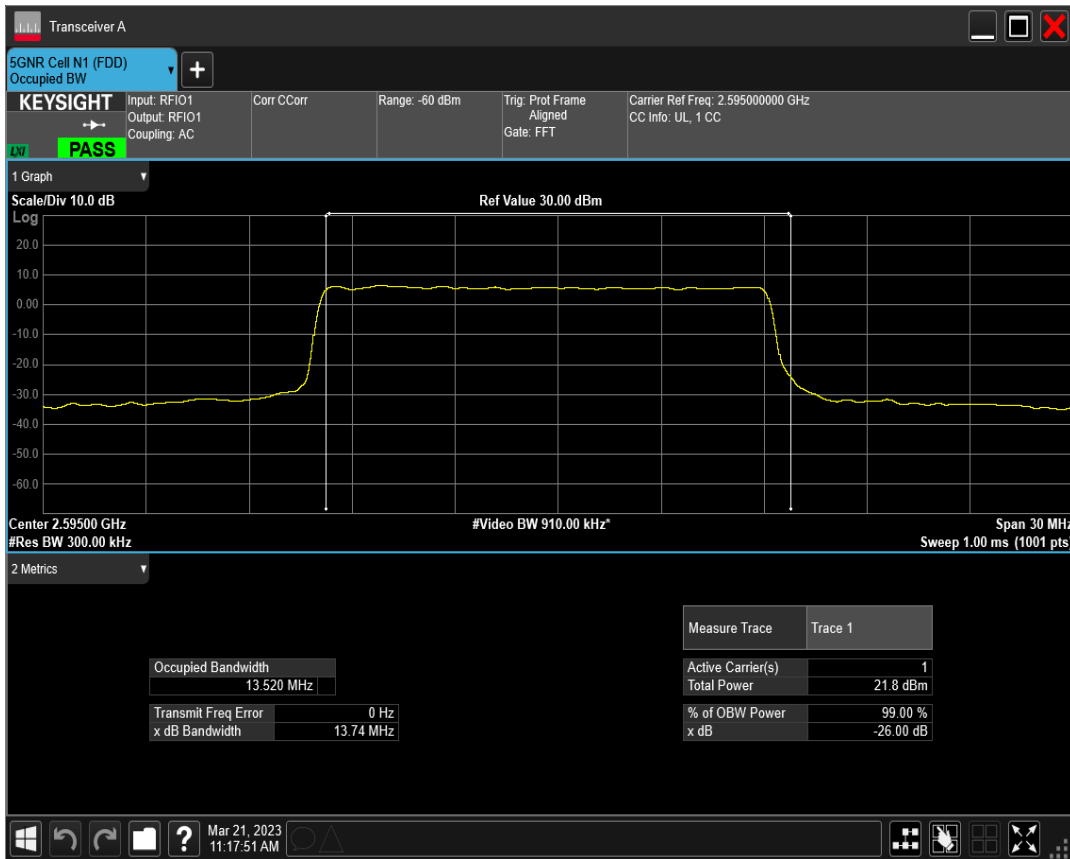 Transceiver A
5GNR Cell N1 (FDD)
Occupied BW
+
KEYSIGHT
LXI
PASS
Input: RFIO1
Output: RFIO1
Coupling: AC
Corr CCorr
Range: -60 dBm
Trig: Prot Frame
Aligned
Gate: FFT
Carrier Ref Freq: 2.595000000 GHz
CC Info: UL, 1 CC
1 Graph
Scale/Div 10.0 dB
Ref Value 30.00 dBm
Log
20.0
10.0
0.00
-10.0
-20.0
-30.0
-40.0
-50.0
-60.0
Center 2.59500 GHz
#Video BW 910.00 kHz*
Span 30 MHz
#Res BW 300.00 kHz
Sweep 1.00 ms (1001 pts)
2 Metrics
Measure Trace Trace 1
Occupied Bandwidth
13.520 MHz
Active Carrier(s) 1
Total Power 21.8 dBm
Transmit Freq Error 0 Hz
x dB Bandwidth 13.74 MHz
% of OBW Power 99.00 %
x dB -26.00 dB
?
Mar 21, 2023
11:17:51 AM